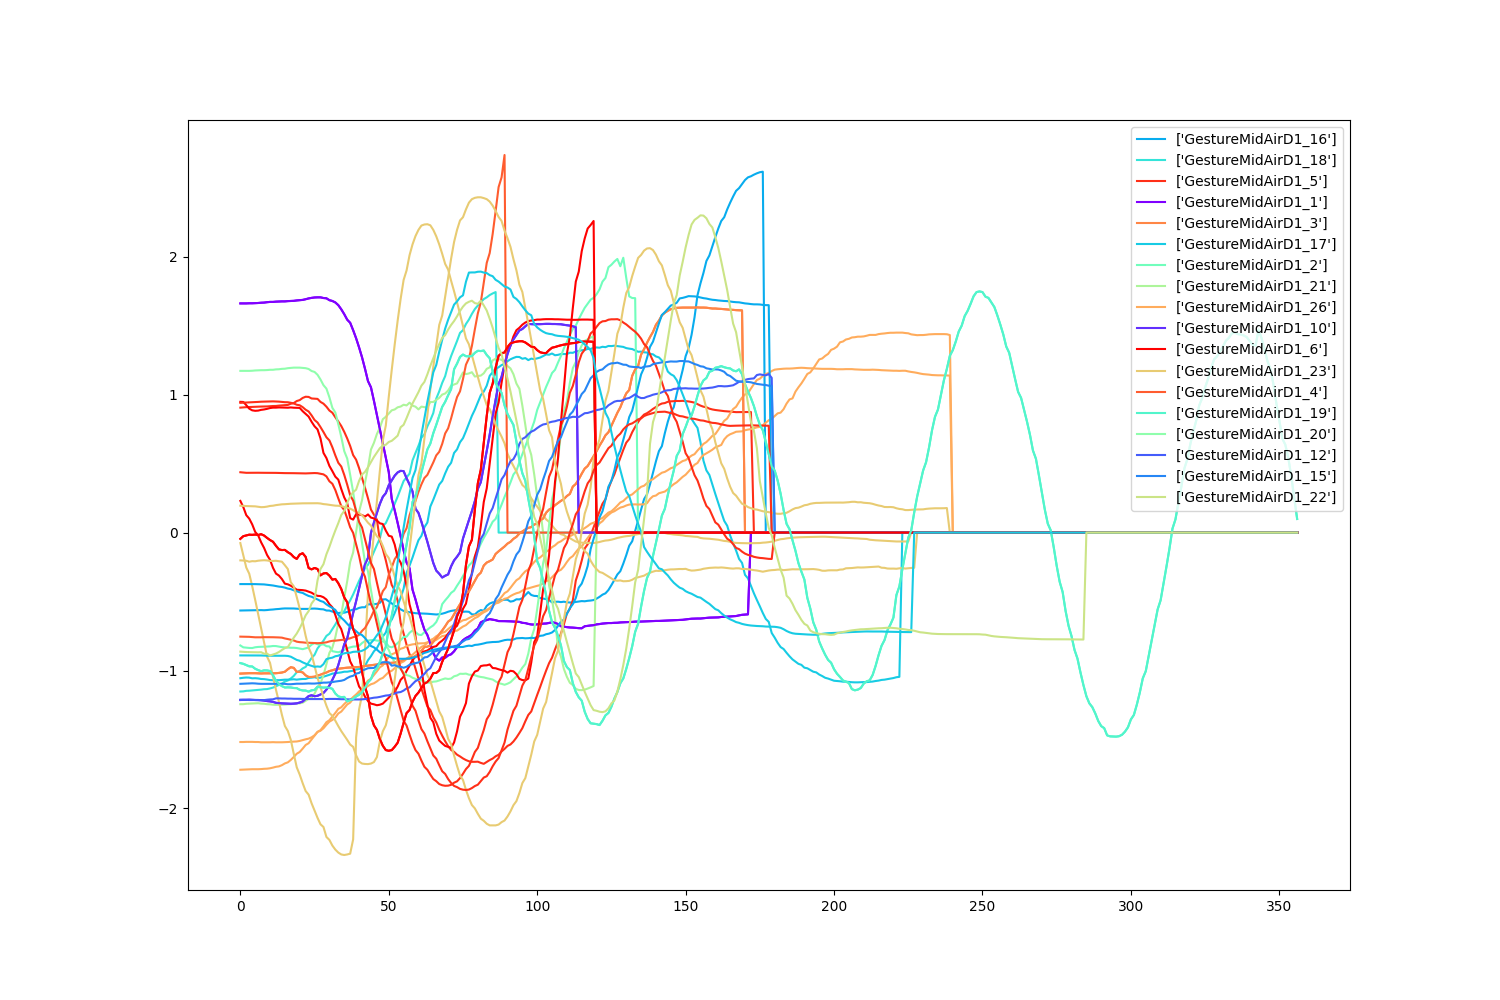 ['GestureMidAirD1_16']
['GestureMidAirD1_18']
['GestureMidAirD1_5']
['GestureMidAirD1_1']
['GestureMidAirD1_3']
['GestureMidAirD1_17']
['GestureMidAirD1_2']
['GestureMidAirD1_21']
['GestureMidAirD1_26']
['GestureMidAirD1_10']
['GestureMidAirD1_6']
['GestureMidAirD1_23']
['GestureMidAirD1_4']
['GestureMidAirD1_19']
['GestureMidAirD1_20']
['GestureMidAirD1_12']
['GestureMidAirD1_15']
['GestureMidAirD1_22']
2
1
0
−1
−2
0 50 100 150 200 250 300 350